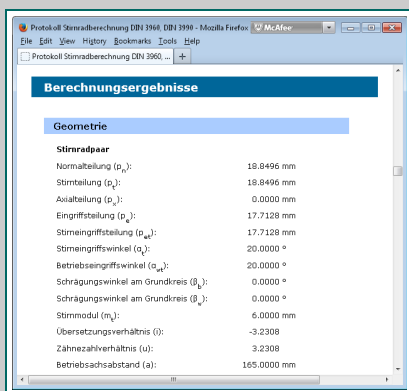 Protokoll Stirnradberechnung DIN 3960, DIN 3990 - Mozilla Firefox McAfee
File Edit View History Bookmarks Tools Help
Protokoll Stirnradberechnung DIN 3960, ... +
Berechnungsergebnisse
Geometrie
Stirnradpaar
Normalteilung (pn): 18.8496 mm
Stirnteilung (pt): 18.8496 mm
Axialteilung (px): 0.0000 mm
Eingriffsteilung (pe): 17.7128 mm
Stirneingriffsteilung (pet): 17.7128 mm
Stirneingriffswinkel (αt): 20.0000 °
Betriebseingriffswinkel (αwt): 20.0000 °
Schrägungswinkel am Grundkreis (βb): 0.0000 °
Schrägungswinkel am Grundkreis (βw): 0.0000 °
Stirnmodul (mt): 6.0000 mm
Übersetzungsverhältnis (i): -3.2308
Zähnezahlverhältnis (u): 3.2308
Betriebsachsabstand (a): 165.0000 mm